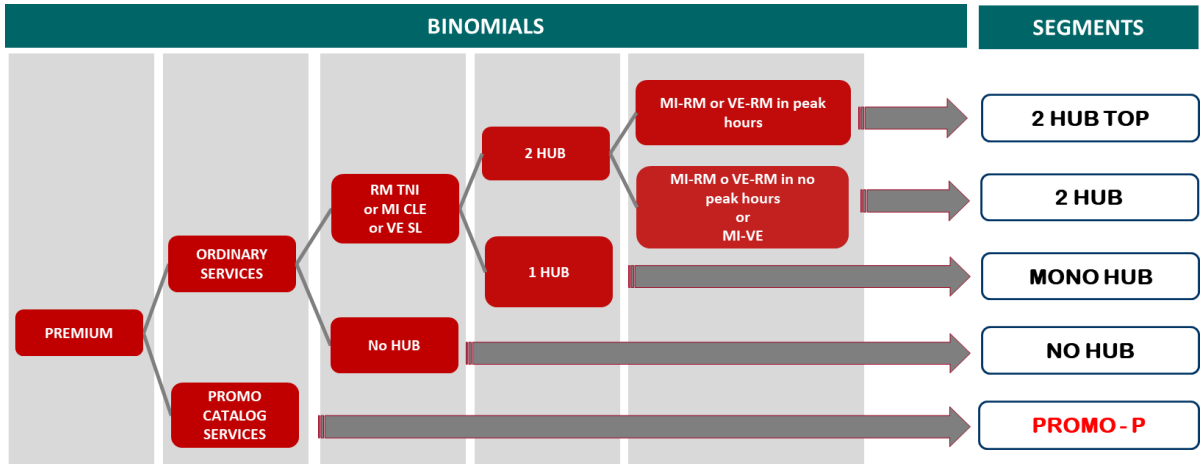 BINOMIALS
SEGMENTS
MI-RM or VE-RM in peak
hours
2 HUB TOP
2 HUB
RM TNI
or MI CLE
or VE SL
MI-RM o VE-RM in no
peak hours
or
MI-VE
2 HUB
ORDINARY
SERVICES
1 HUB
MONO HUB
PREMIUM
No HUB
NO HUB
PROMO
CATALOG
SERVICES
PROMO - P